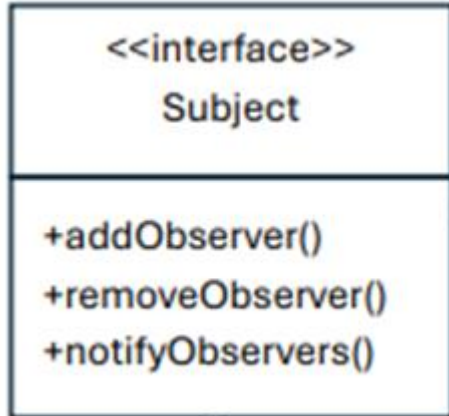 <<interface>>
Subject
+addObserver()
+removeObserver()
+notifyObservers()